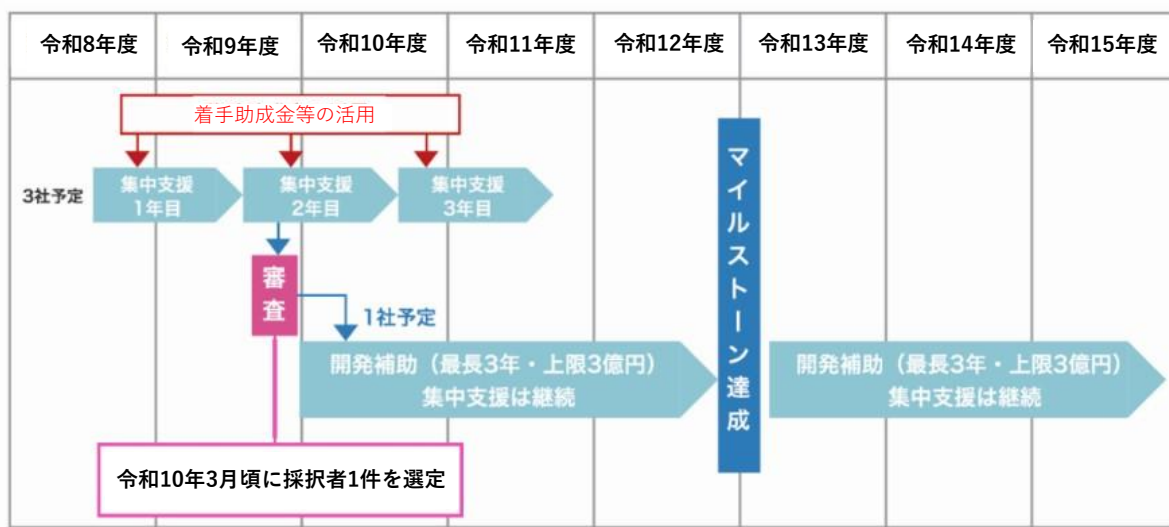 令和8年度
令和9年度
令和10年度
令和11年度
令和12年度
令和13年度
令和14年度
令和15年度
着手助成金等の活用
3社予定
集中支援
1年目
集中支援
2年目
集中支援
3年目
審査
1社予定
開発補助（最長3年・上限3億円）
集中支援は継続
マイルストーン達成
開発補助（最長3年・上限3億円）
集中支援は継続
令和10年3月頃に採択者1件を選定